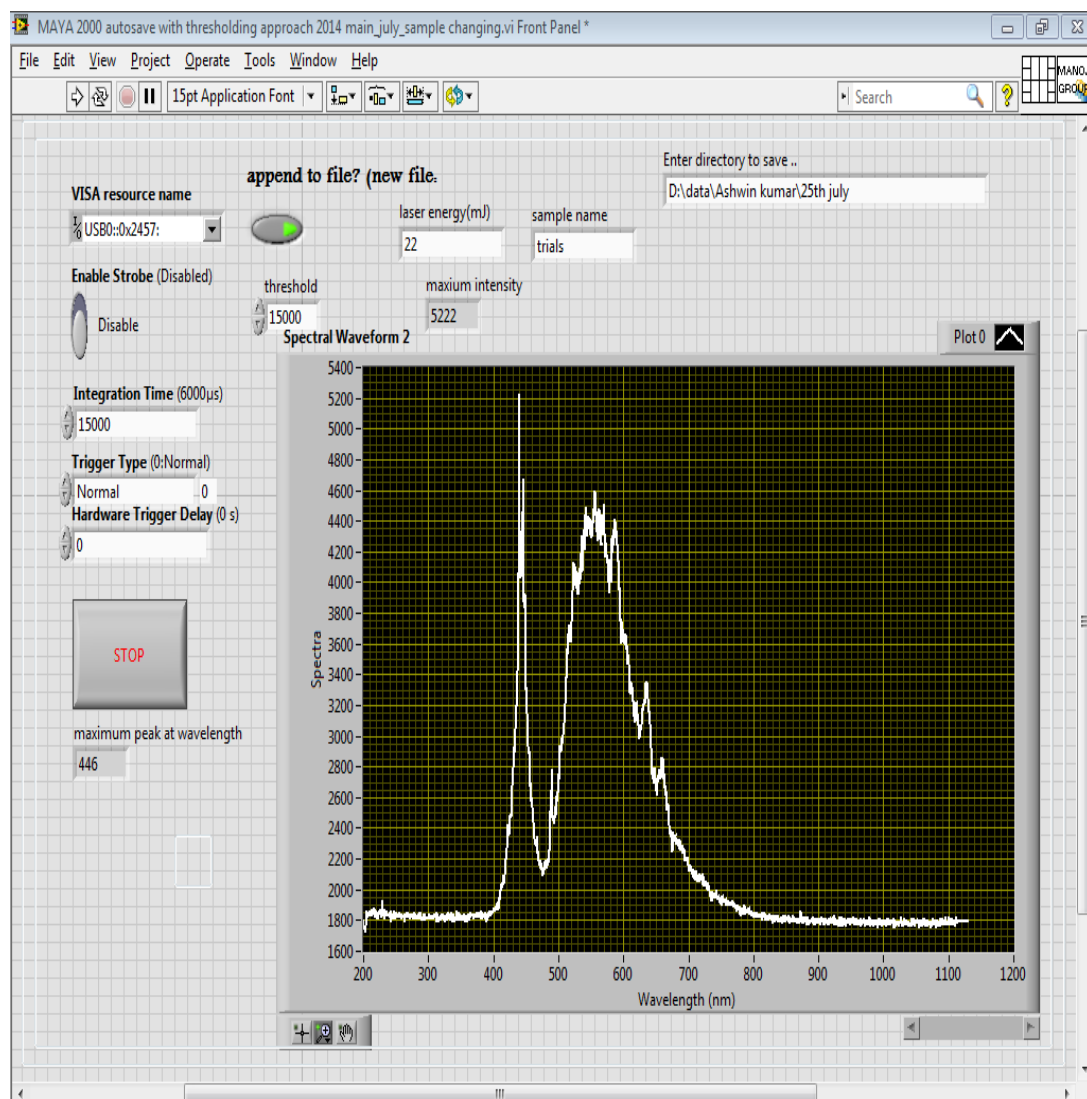 MAYA 2000 autosave with thresholding approach 2014 main_july_sample changing.vi Front Panel *
File Edit View Project Operate Tools Window Help
15pt Application Font
Search
MANOJ
GROUP
Enter directory to save ..
D:\data\Ashwin kumar\25th july
append to file? (new file:
VISA resource name
USB0::0x2457:
laser energy(mJ)
22
sample name
trials
Enable Strobe (Disabled)
Disable
threshold
15000
maxium intensity
5222
Spectral Waveform 2
Plot 0
Integration Time (6000µs)
15000
Trigger Type (0:Normal)
Normal 0
Hardware Trigger Delay (0 s)
0
STOP
maximum peak at wavelength
446
Spectra
5400
5200
5000
4800
4600
4400
4200
4000
3800
3600
3400
3200
3000
2800
2600
2400
2200
2000
1800
1600
200 300 400 500 600 700 800 900 1000 1100 1200
Wavelength (nm)